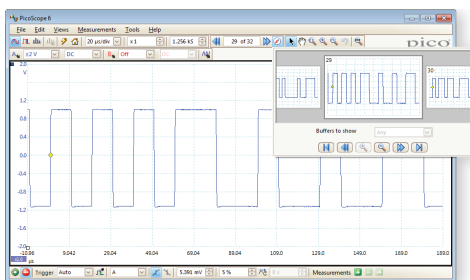 PicoScope 6
File Edit Views Measurements Tools Help
20 µs/div x 1 1.256 kS 29 of 32
pico
A ±2 V DC B Off DC
29
30
Buffers to show Any
2.0
V
1.2
0.8
0.4
0.0
-0.4
-0.8
-1.2
-1.6
-2.0
-10.96 9.042 29.04 49.04 69.04 89.04 109.0 129.0 149.0 169.0 189.0
µs
Trigger Auto A 5.391 mV 5 % 0 s Measurements